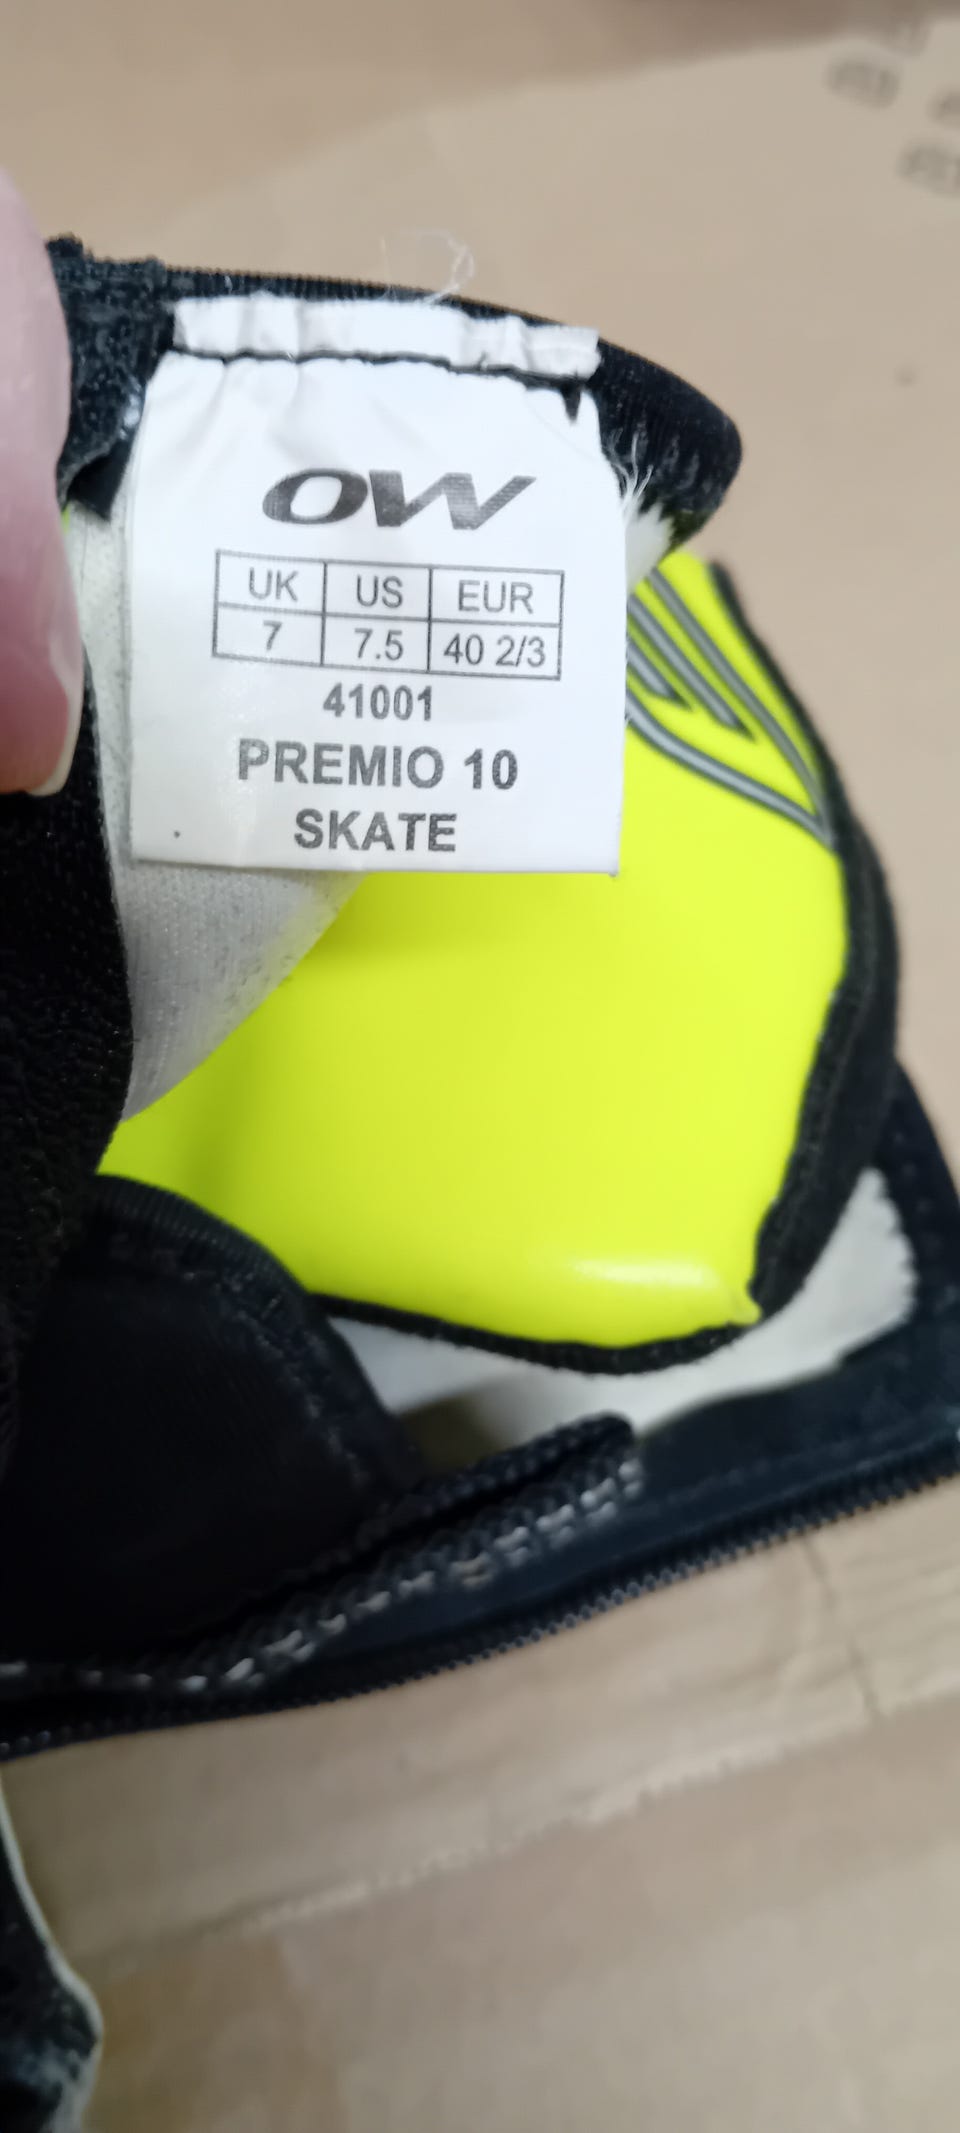 OW
UK US EUR
7 7.5 40 2/3
41001
PREMIO 10
SKATE